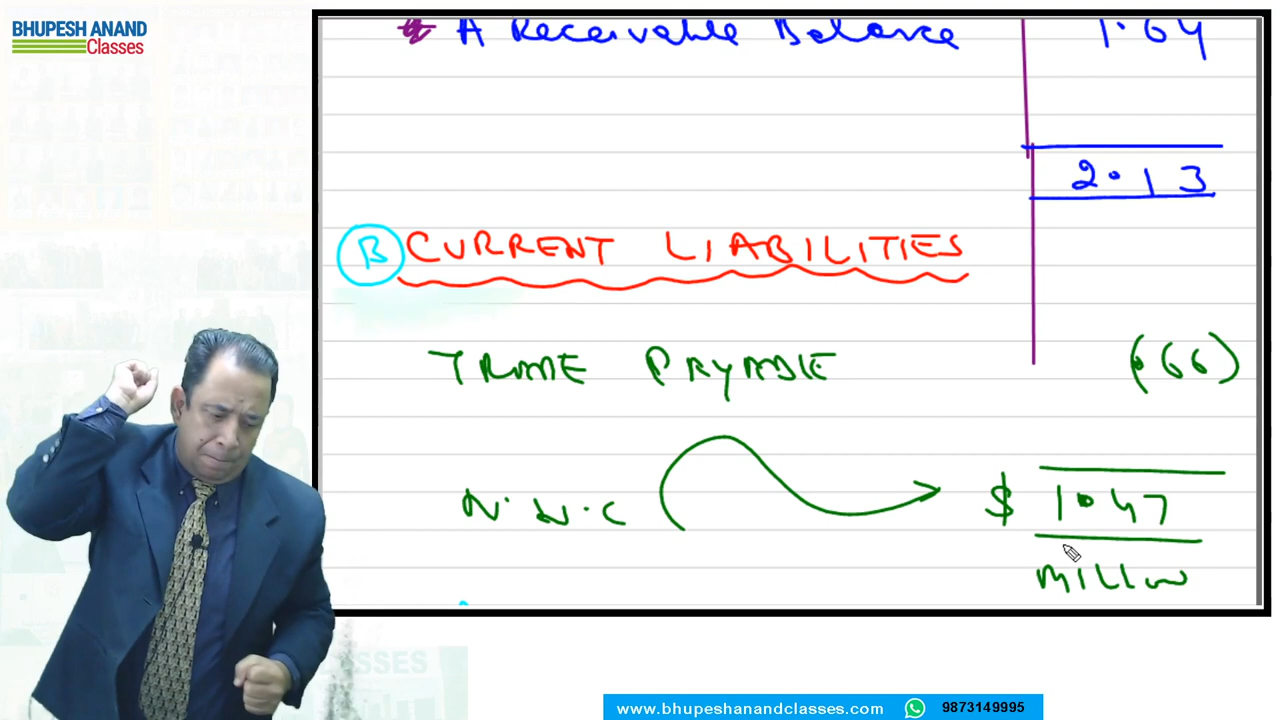 BHUPESH ANAND
Classes
A Receivable Balance 1.64
2.13
B CURRENT LIABILITIES
TRADE PAYABLE (.66)
N.W.C $ 1.47
million
www.bhupeshanandclasses.com 9873149995